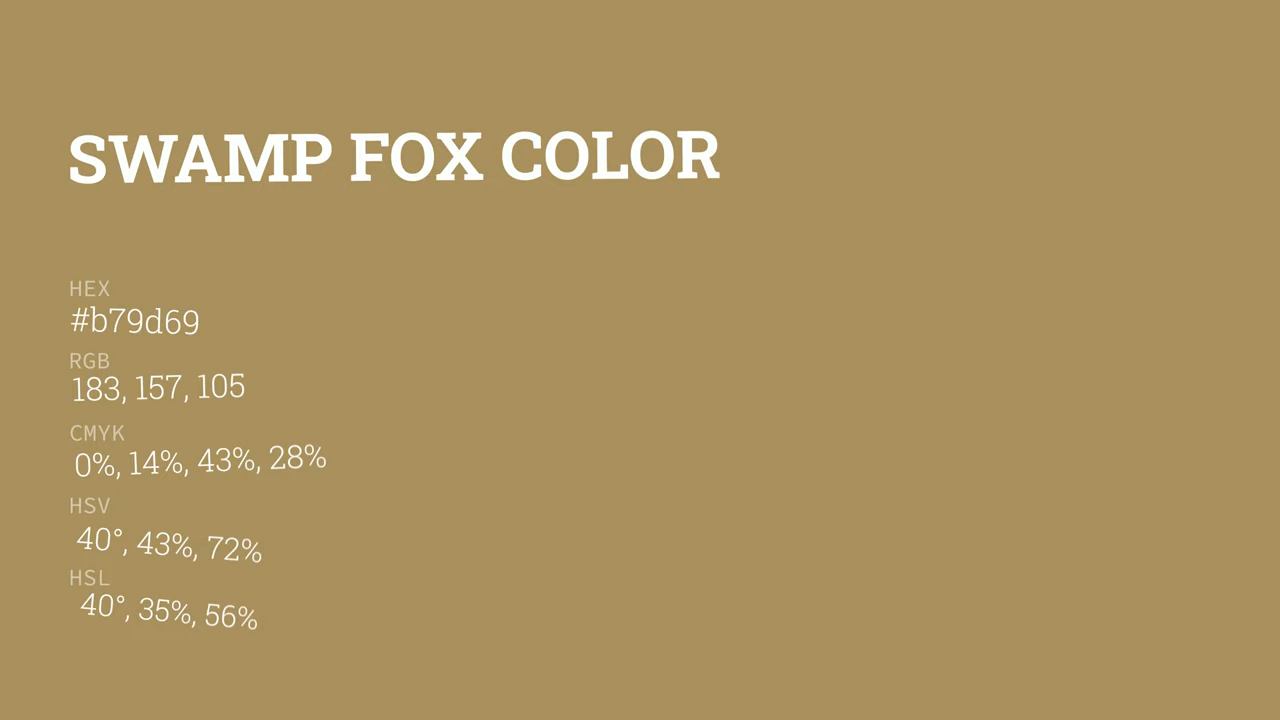 SWAMP FOX COLOR
HEX
#b79d69
RGB
183, 157, 105
CMYK
0%, 14%, 43%, 28%
HSV
40°, 43%, 72%
HSL
40°, 35%, 56%